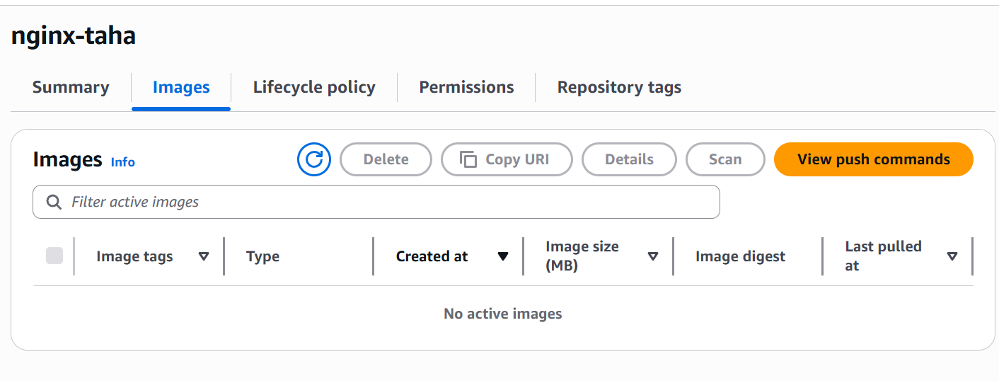 nginx-taha
Summary Images Lifecycle policy Permissions Repository tags
Images Info Delete Copy URI Details Scan View push commands
Filter active images
Image tags Type Created at Image size (MB) Image digest Last pulled at
No active images